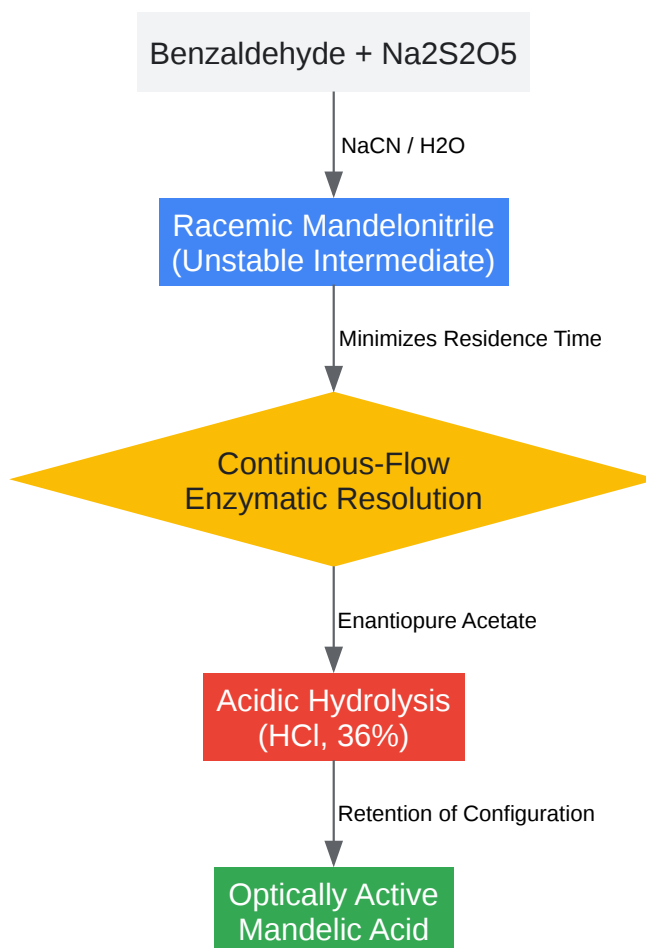 Benzaldehyde + Na2S2O5
NaCN / H2O
Racemic Mandelonitrile
(Unstable Intermediate)
Minimizes Residence Time
Continuous-Flow
Enzymatic Resolution
Enantiopure Acetate
Acidic Hydrolysis
(HCl, 36%)
Retention of Configuration
Optically Active
Mandelic Acid